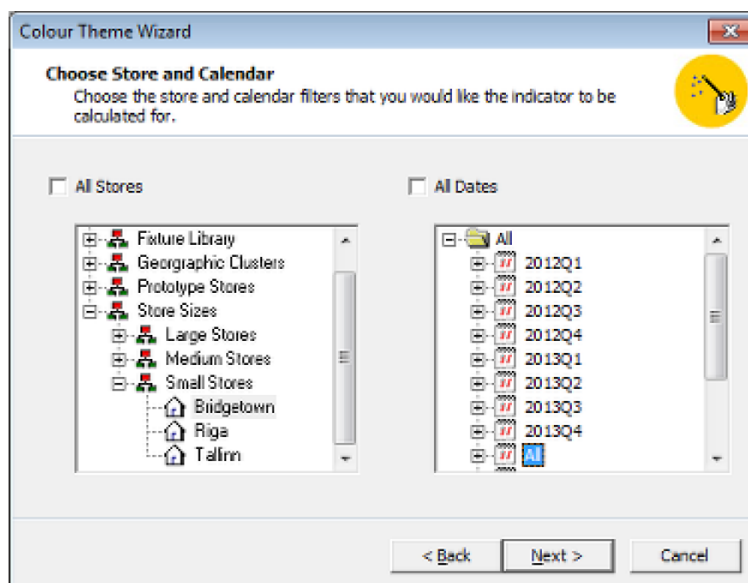 Colour Theme Wizard
Choose Store and Calendar
Choose the store and calendar filters that you would like the indicator to be
calculated for.
All Stores
All Dates
Fixture Library
Georgraphic Clusters
Prototype Stores
Store Sizes
Large Stores
Medium Stores
Small Stores
Bridgetown
Riga
Tallinn
All
2012Q1
2012Q2
2012Q3
2012Q4
2013Q1
2013Q2
2013Q3
2013Q4
All
< Back
Next >
Cancel